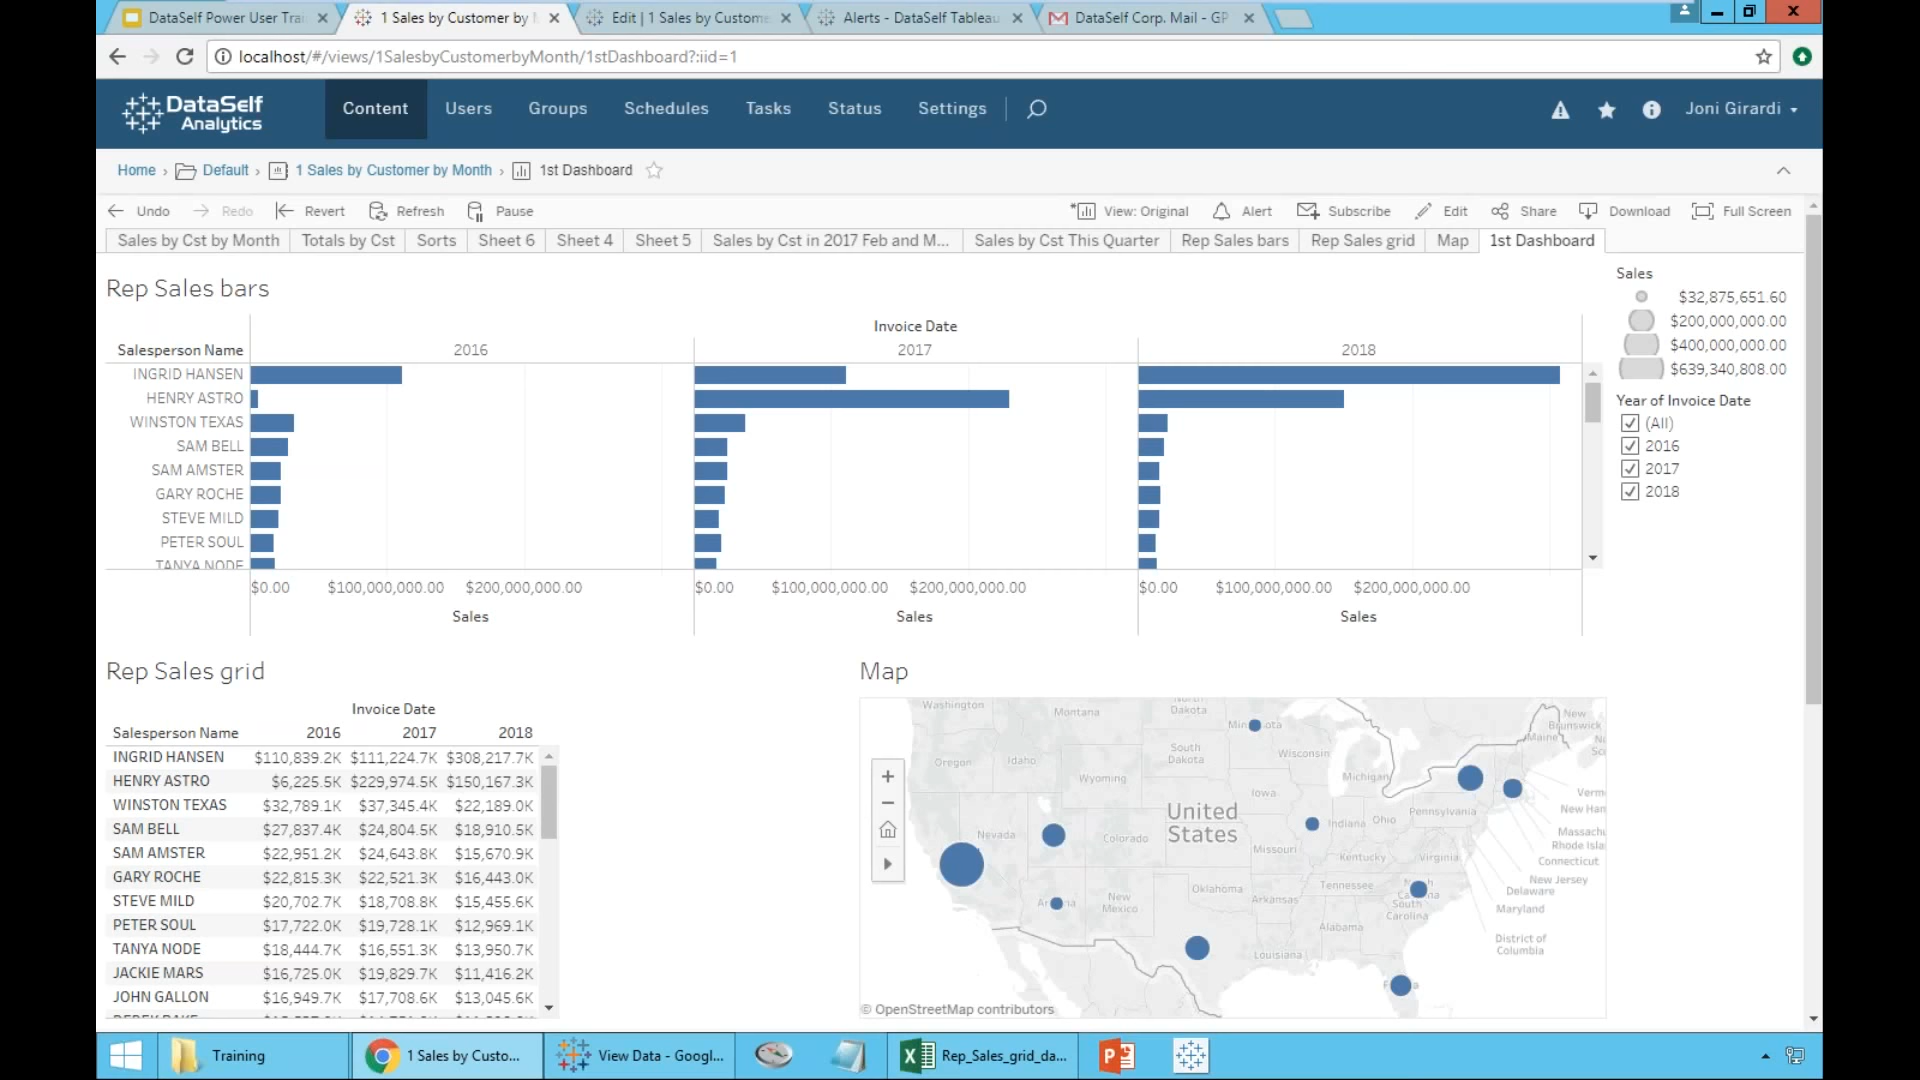 DataSelf Power User Trai
1 Sales by Customer by M
Edit | 1 Sales by Custome
Alerts - DataSelf Tableau
DataSelf Corp. Mail - GP
localhost/#/views/1SalesbyCustomerbyMonth/1stDashboard?:iid=1
DataSelf Analytics
Content Users Groups Schedules Tasks Status Settings Joni Girardi
Home › Default › 1 Sales by Customer by Month › 1st Dashboard
Undo Redo Revert Refresh Pause View: Original Alert Subscribe Edit Share Download Full Screen
Sales by Cst by Month Totals by Cst Sorts Sheet 6 Sheet 4 Sheet 5 Sales by Cst in 2017 Feb and M... Sales by Cst This Quarter Rep Sales bars Rep Sales grid Map 1st Dashboard
Rep Sales bars
Invoice Date
Salesperson Name 2016 2017 2018
INGRID HANSEN
HENRY ASTRO
WINSTON TEXAS
SAM BELL
SAM AMSTER
GARY ROCHE
STEVE MILD
PETER SOUL
TANYA NODE
$0.00 $100,000,000.00 $200,000,000.00 $0.00 $100,000,000.00 $200,000,000.00 $0.00 $100,000,000.00 $200,000,000.00
Sales Sales Sales
Sales
$32,875,651.60
$200,000,000.00
$400,000,000.00
$639,340,808.00
Year of Invoice Date
(All)
2016
2017
2018
Rep Sales grid
Invoice Date
Salesperson Name 2016 2017 2018
INGRID HANSEN $110,839.2K $111,224.7K $308,217.7K
HENRY ASTRO $6,225.5K $229,974.5K $150,167.3K
WINSTON TEXAS $32,789.1K $37,345.4K $22,189.0K
SAM BELL $27,837.4K $24,804.5K $18,910.5K
SAM AMSTER $22,951.2K $24,643.8K $15,670.9K
GARY ROCHE $22,815.3K $22,521.3K $16,443.0K
STEVE MILD $20,702.7K $18,708.8K $15,455.6K
PETER SOUL $17,722.0K $19,728.1K $12,969.1K
TANYA NODE $18,444.7K $16,551.3K $13,950.7K
JACKIE MARS $16,725.0K $19,829.7K $11,416.2K
JOHN GALLON $16,949.7K $17,708.6K $13,045.6K
Map
Washington
Montana
North Dakota
Oregon
Idaho
South Dakota
Wisconsin
Michigan
New Brunswick
Maine
Wyoming
Iowa
United States
Nevada
Colorado
Indiana
Ohio
Pennsylvania
Verm
New Han
Massachu
Rhode Isla
Connecticut
New Jersey
Delaware
Maryland
District of Columbia
Missouri
Kentucky
Virginia
New Mexico
Oklahoma
Arkansas
Tennessee
South Carolina
Alabama
Louisiana
© OpenStreetMap contributors
Training
1 Sales by Custo...
View Data - Googl...
Rep_Sales_grid_da...